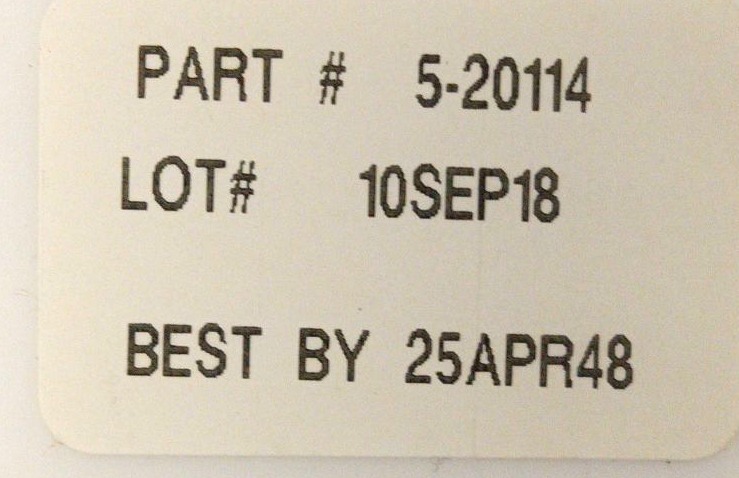 PART # 5-20114
LOT# 10SEP18
BEST BY 25APR48